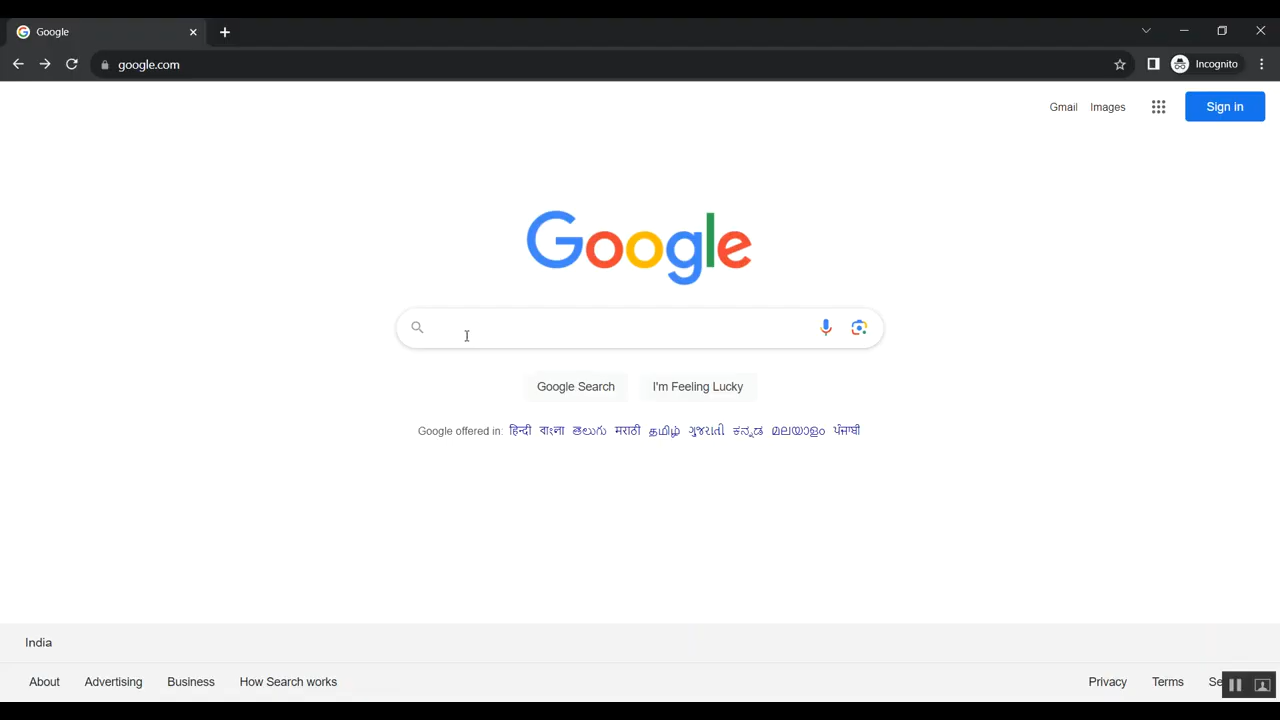 Google
google.com
Incognito
Gmail Images Sign in
Google
Google Search I'm Feeling Lucky
Google offered in: हिन्दी বাংলা తెలుగు मराठी தமிழ் ગુજરાતી ಕನ್ನಡ മലയാളം ਪੰਜਾਬੀ
India
About Advertising Business How Search works Privacy Terms Se